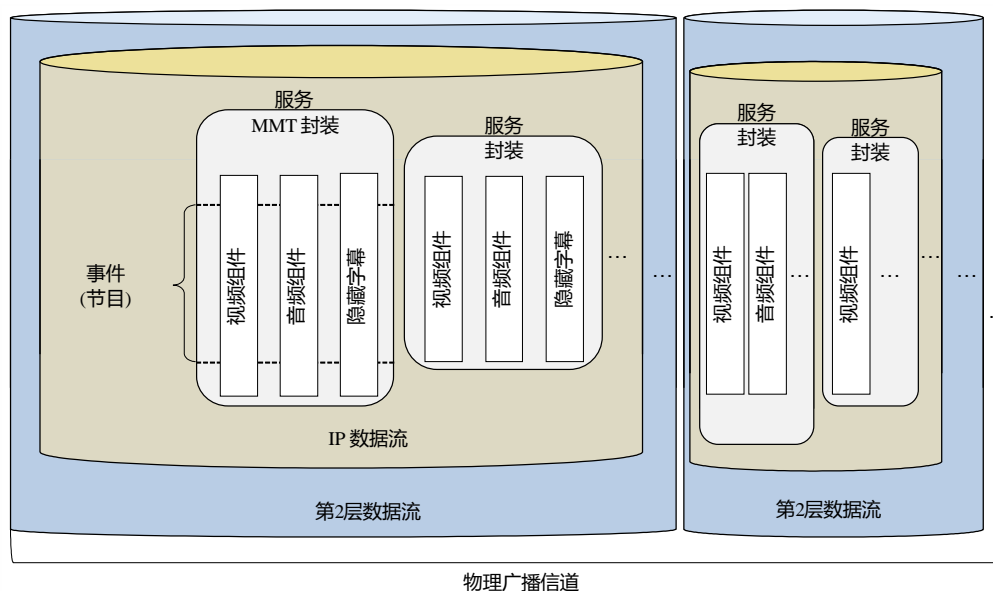 服务
MMT 封装
视频组件
音频组件
隐藏字幕
事件
(节目)
服务
封装
视频组件
音频组件
隐藏字幕
...
...
IP 数据流
第2层数据流
服务
封装
视频组件
音频组件
...
服务
封装
视频组件
...
...
...
第2层数据流
物理广播信道